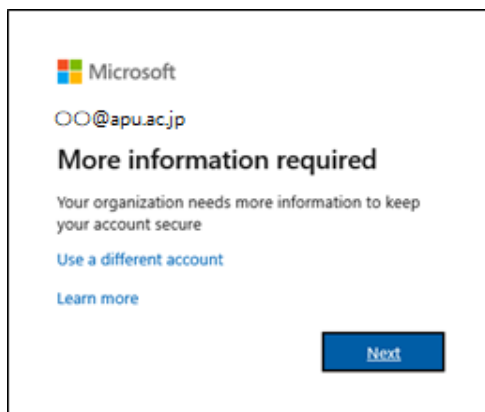 Microsoft
〇〇@apu.ac.jp
More information required
Your organization needs more information to keep
your account secure
Use a different account
Learn more
Next